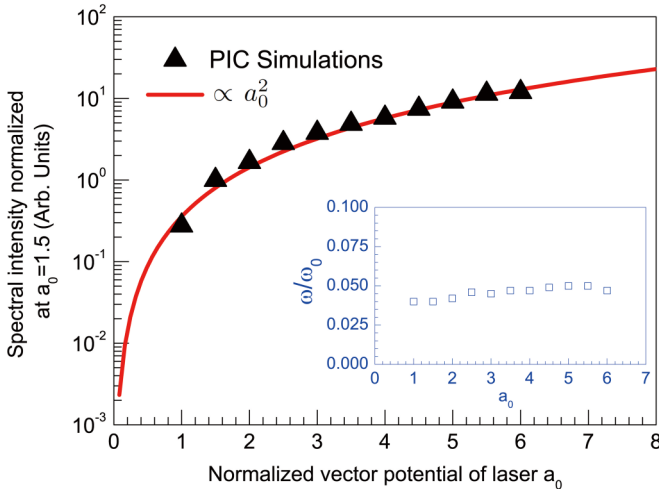 10²
10¹
10⁰
10⁻¹
10⁻²
10⁻³
Spectral intensity normalized
at a₀=1.5 (Arb. Units)
PIC Simulations
∝ a₀²
0.100
0.075
0.050
0.025
0.000
ω/ω₀
0 1 2 3 4 5 6 7
a₀
0 1 2 3 4 5 6 7 8
Normalized vector potential of laser a₀